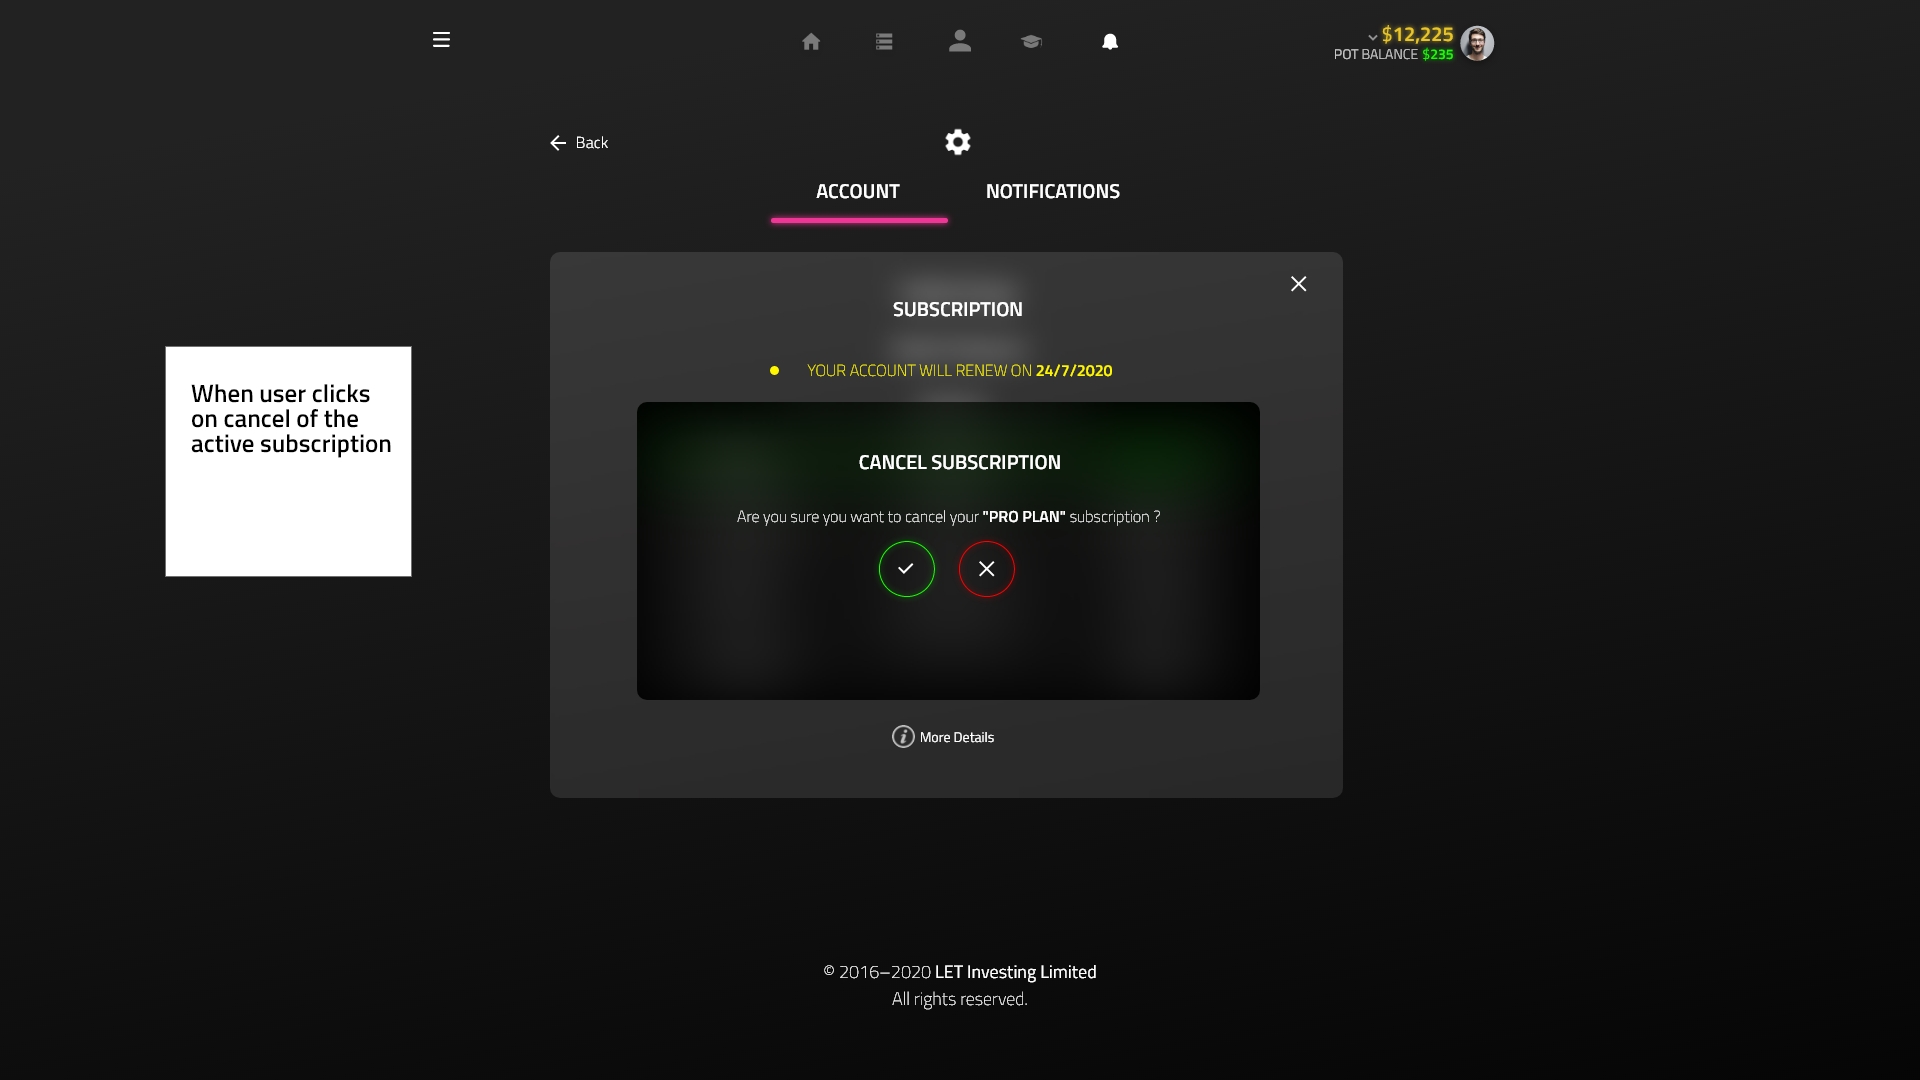 $12,225
POT BALANCE $235
Back
ACCOUNT
NOTIFICATIONS
SUBSCRIPTION
YOUR ACCOUNT WILL RENEW ON 24/7/2020
When user clicks
on cancel of the
active subscription
CANCEL SUBSCRIPTION
Are you sure you want to cancel your "PRO PLAN" subscription ?
More Details
© 2016–2020 LET Investing Limited
All rights reserved.